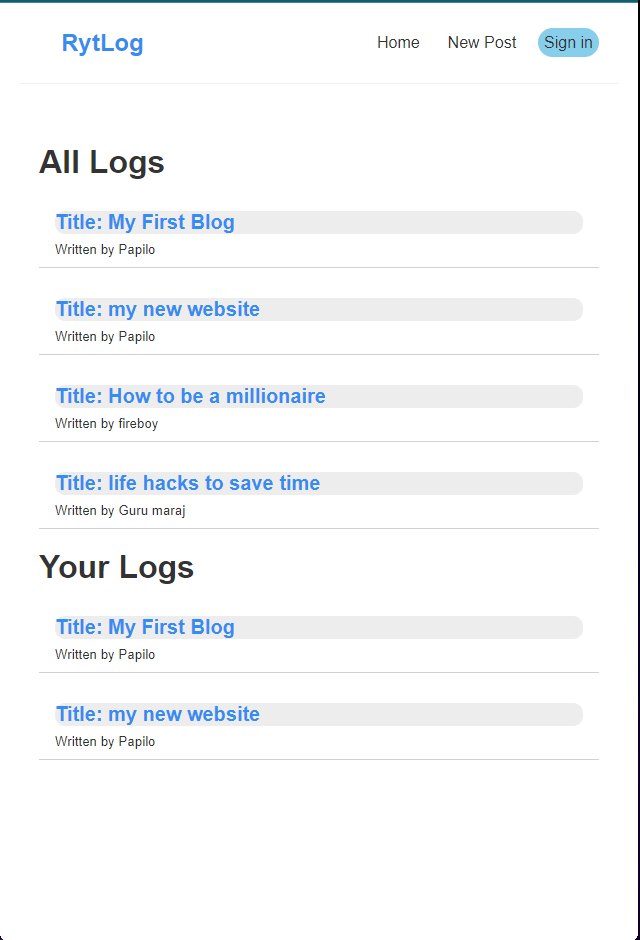 RytLog
Home New Post Sign in
All Logs
Title: My First Blog
Written by Papilo
Title: my new website
Written by Papilo
Title: How to be a millionaire
Written by fireboy
Title: life hacks to save time
Written by Guru maraj
Your Logs
Title: My First Blog
Written by Papilo
Title: my new website
Written by Papilo